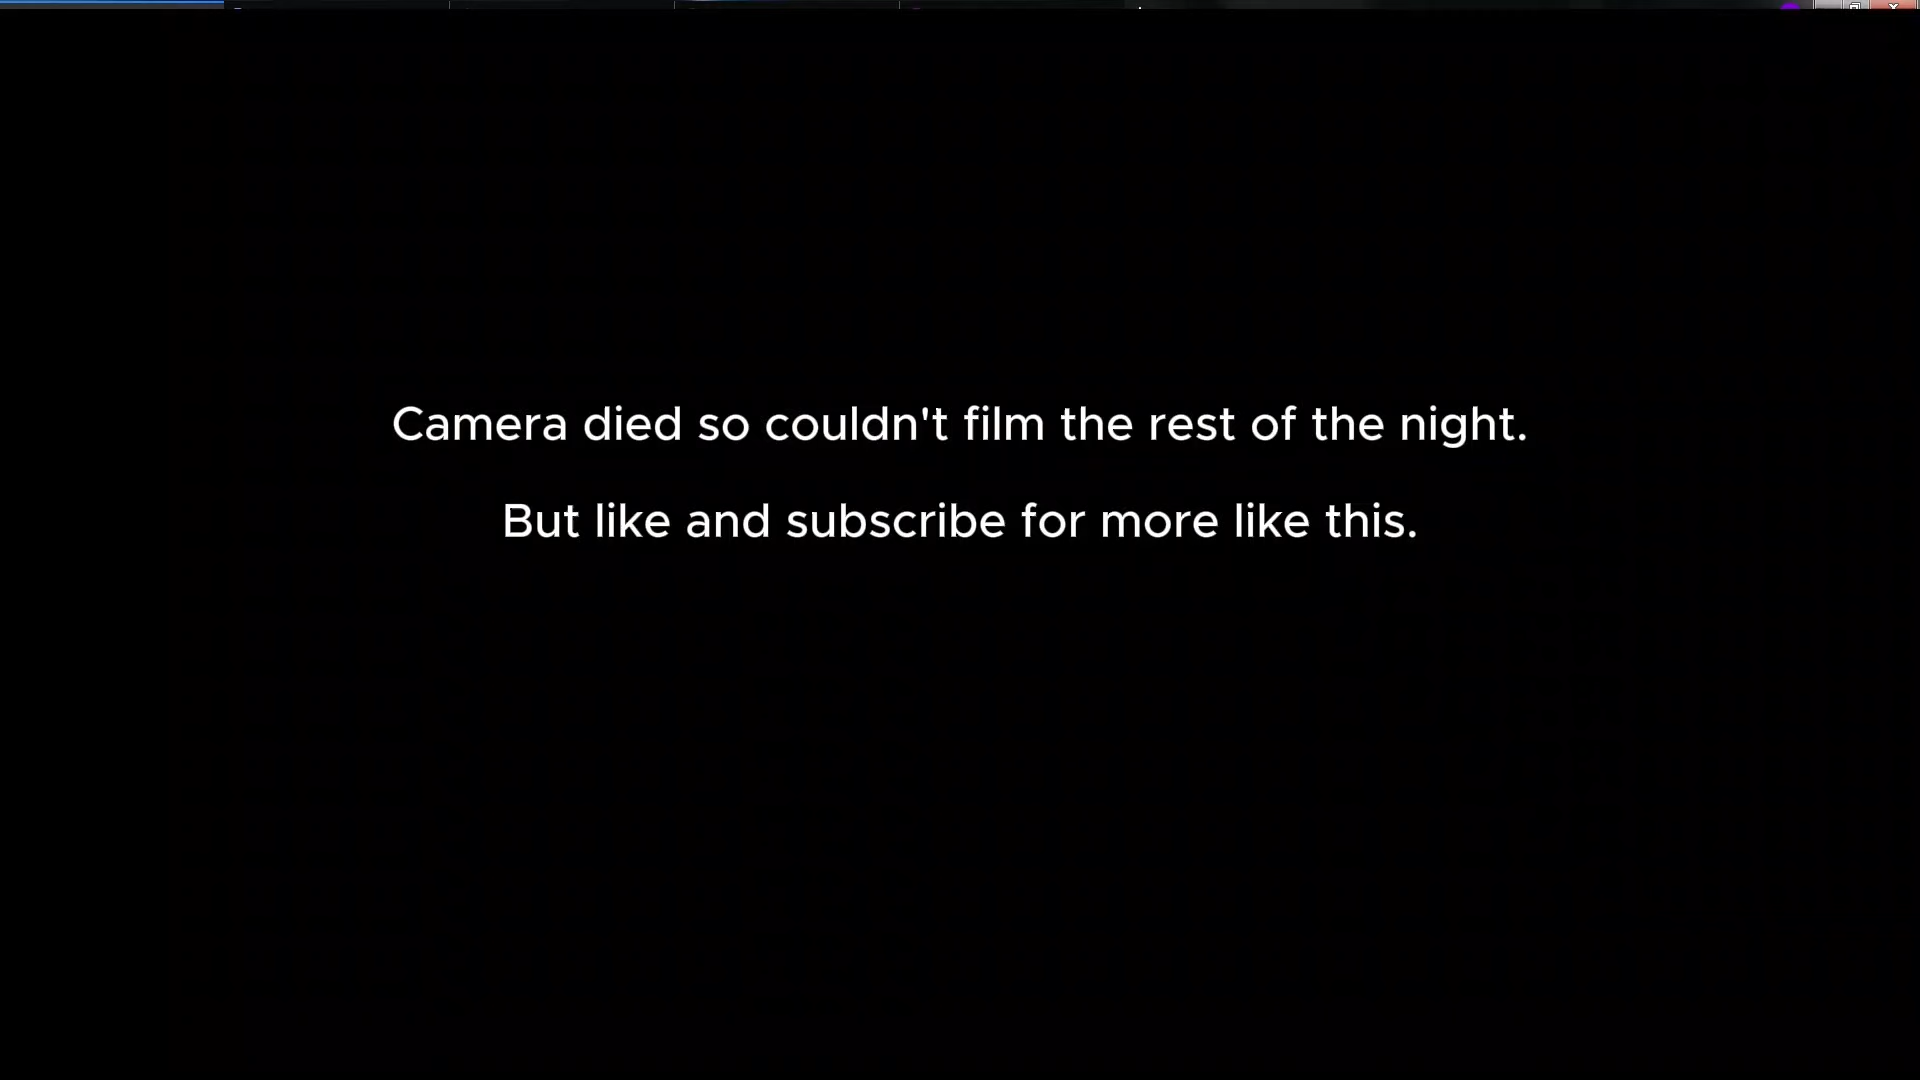 Camera died so couldn't film the rest of the night.
But like and subscribe for more like this.